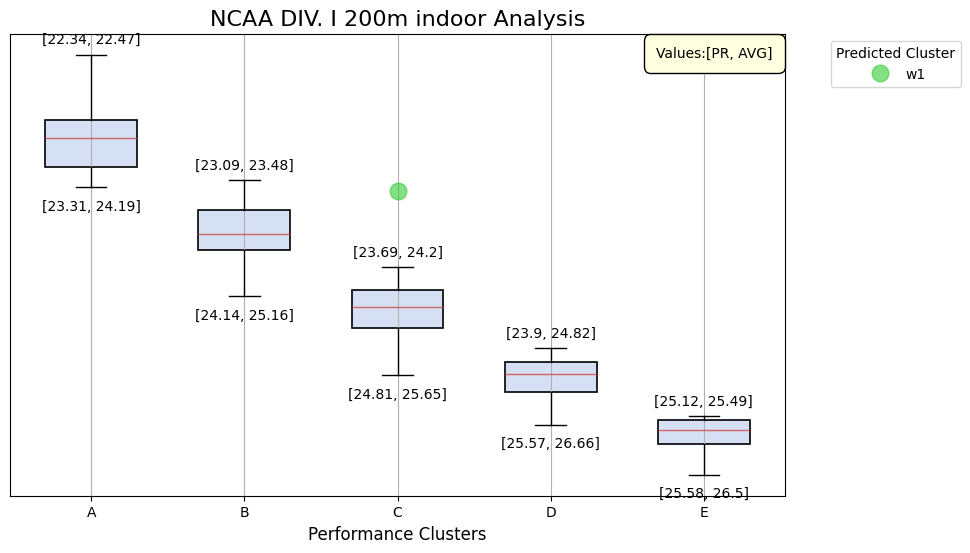 NCAA DIV. I 200m indoor Analysis
[22.34, 22.47]
Values:[PR, AVG]
Predicted Cluster
w1
[23.09, 23.48]
[23.31, 24.19]
[23.69, 24.2]
[24.14, 25.16]
[23.9, 24.82]
[24.81, 25.65]
[25.12, 25.49]
[25.57, 26.66]
[25.58, 26.5]
A
B
C
D
E
Performance Clusters